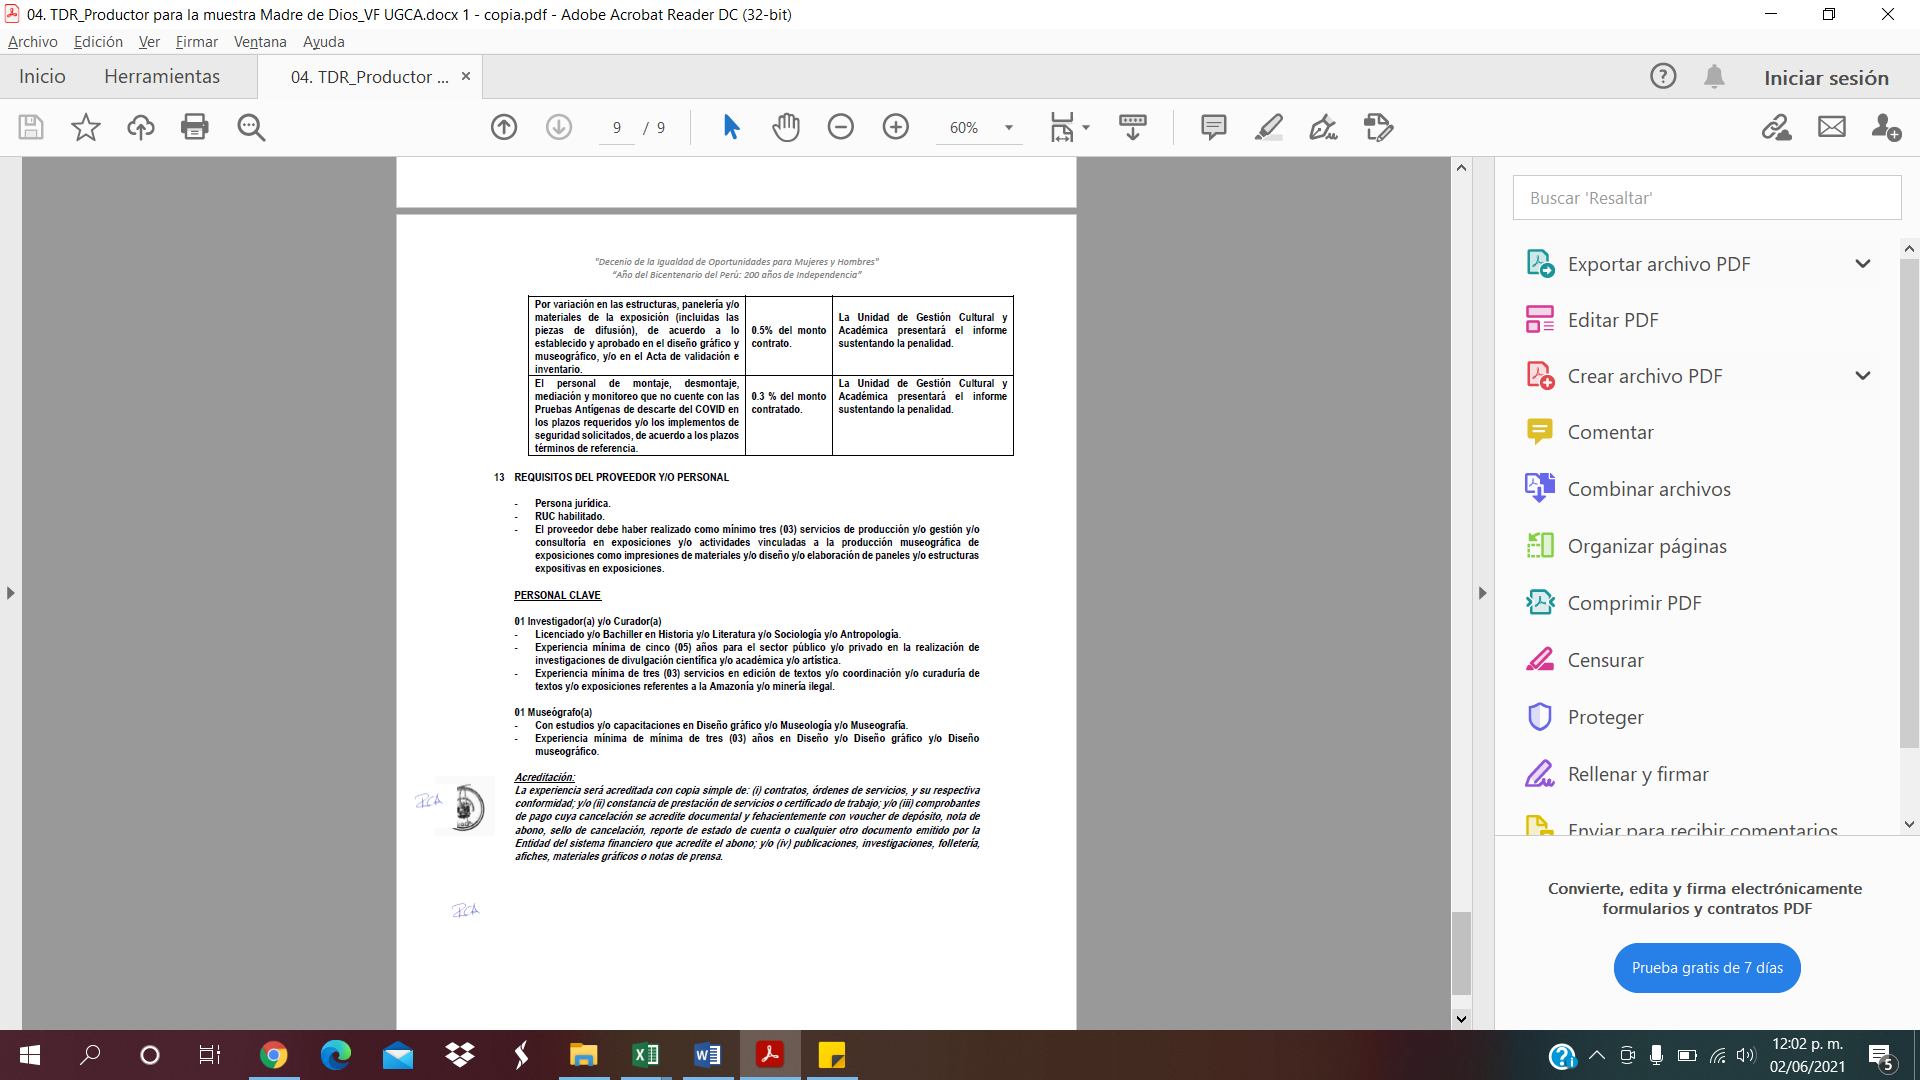 04. TDR_Productor para la muestra Madre de Dios_VF UGCA.docx 1 - copia.pdf - Adobe Acrobat Reader DC (32-bit)
Archivo Edición Ver Firmar Ventana Ayuda
Inicio Herramientas 04. TDR_Productor ... × Iniciar sesión
9 / 9 60%
"Decenio de la Igualdad de Oportunidades para Mujeres y Hombres"
"Año del Bicentenario del Perú: 200 años de Independencia"
Por variación en las estructuras, panelería y/o
materiales de la exposición (incluidas las
piezas de difusión), de acuerdo a lo
establecido y aprobado en el diseño gráfico y
museográfico, y/o en el Acta de validación e
inventario.
0.5% del monto
contrato.
La Unidad de Gestión Cultural y
Académica presentará el informe
sustentando la penalidad.
El personal de montaje, desmontaje,
mediación y monitoreo que no cuente con las
Pruebas Antígenas de descarte del COVID en
los plazos requeridos y/o los implementos de
seguridad solicitados, de acuerdo a los plazos
términos de referencia.
0.3 % del monto
contratado.
La Unidad de Gestión Cultural y
Académica presentará el informe
sustentando la penalidad.
13 REQUISITOS DEL PROVEEDOR Y/O PERSONAL
- Persona jurídica.
- RUC habilitado.
- El proveedor debe haber realizado como mínimo tres (03) servicios de producción y/o gestión y/o
consultoría en exposiciones y/o actividades vinculadas a la producción museográfica de
exposiciones como impresiones de materiales y/o diseño y/o elaboración de paneles y/o estructuras
expositivas en exposiciones.
PERSONAL CLAVE
01 Investigador(a) y/o Curador(a)
- Licenciado y/o Bachiller en Historia y/o Literatura y/o Sociología y/o Antropología.
- Experiencia mínima de cinco (05) años para el sector público y/o privado en la realización de
investigaciones de divulgación científica y/o académica y/o artística.
- Experiencia mínima de tres (03) servicios en edición de textos y/o coordinación y/o curaduría de
textos y/o exposiciones referentes a la Amazonía y/o minería ilegal.
01 Museógrafo(a)
- Con estudios y/o capacitaciones en Diseño gráfico y/o Museología y/o Museografía.
- Experiencia mínima de mínima de tres (03) años en Diseño y/o Diseño gráfico y/o Diseño
museográfico.
Acreditación:
La experiencia será acreditada con copia simple de: (i) contratos, órdenes de servicios, y su respectiva
conformidad; y/o (ii) constancia de prestación de servicios o certificado de trabajo; y/o (iii) comprobantes
de pago cuya cancelación se acredite documental y fehacientemente con voucher de depósito, nota de
abono, sello de cancelación, reporte de estado de cuenta o cualquier otro documento emitido por la
Entidad del sistema financiero que acredite el abono; y/o (iv) publicaciones, investigaciones, folletería,
afiches, materiales gráficos o notas de prensa.
Buscar 'Resaltar'
Exportar archivo PDF
Editar PDF
Crear archivo PDF
Comentar
Combinar archivos
Organizar páginas
Comprimir PDF
Censurar
Proteger
Rellenar y firmar
Enviar para recibir comentarios
Convierte, edita y firma electrónicamente
formularios y contratos PDF
Prueba gratis de 7 días
12:02 p. m.
02/06/2021
5